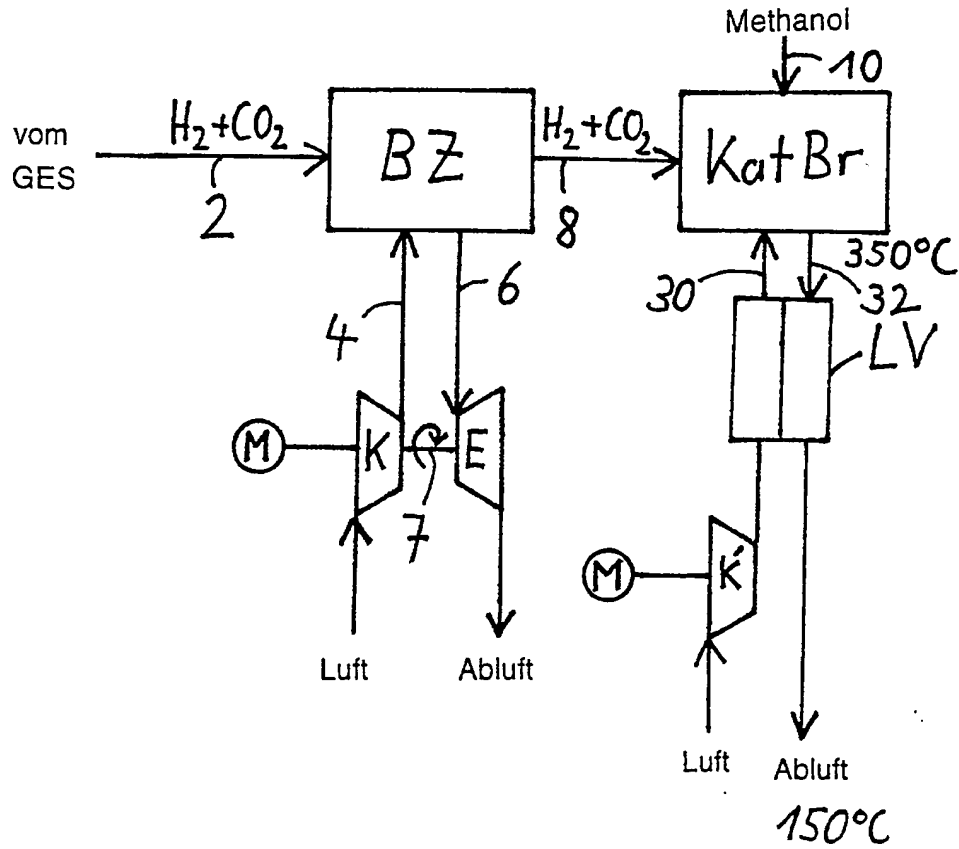 Methanol
10
vom
GES
H₂+CO₂
2
BZ
H₂+CO₂
8
KatBr
4
6
30
350°C
32
LV
M
K
7
E
M
K'
Luft
Abluft
Luft
Abluft
150°C